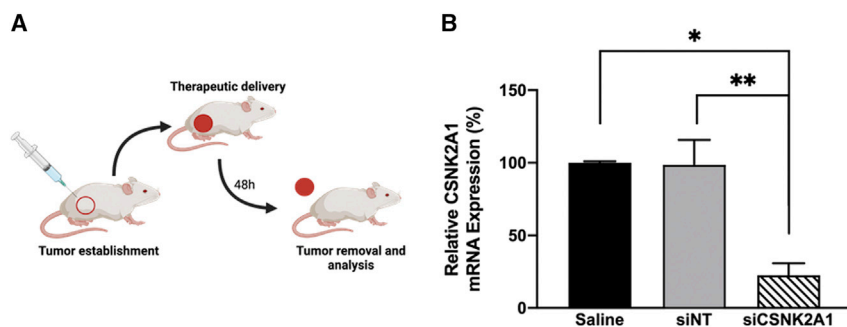 A
Therapeutic delivery
48h
Tumor establishment
Tumor removal and
analysis
B
*
**
Relative CSNK2A1
mRNA Expression (%)
150
100
50
0
Saline
siNT
siCSNK2A1